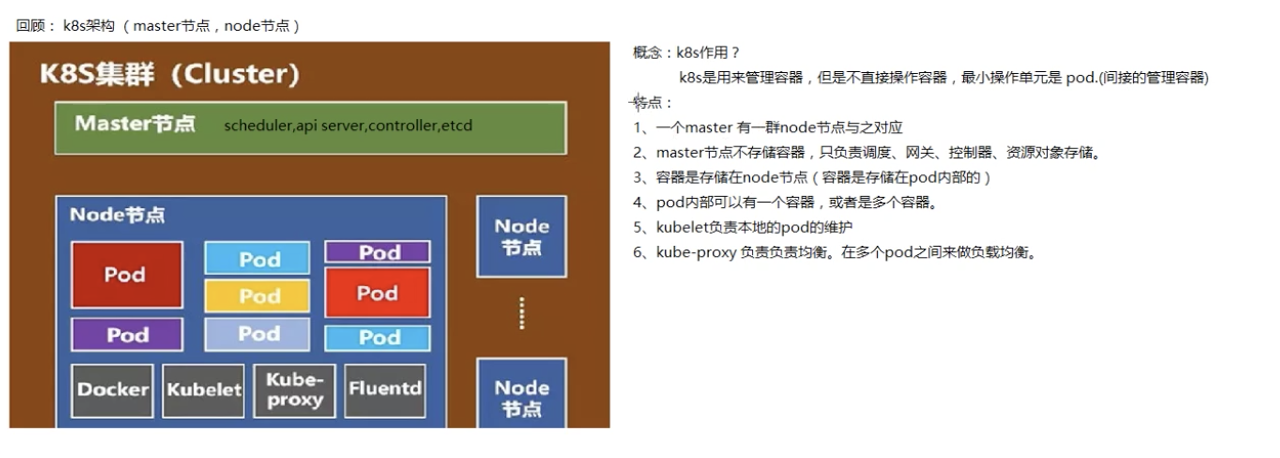 回顾： k8s架构 （ master节点，node节点 ）
K8S集群（Cluster）
Master节点 scheduler,api server,controller,etcd
Node节点
Pod
Pod
Pod
Pod
Pod
Pod
Pod
Pod
Docker
Kubelet
Kube-
proxy
Fluentd
Node
节点
Node
节点
概念：k8s作用？
k8s是用来管理容器，但是不直接操作容器，最小操作单元是 pod.(间接的管理容器)
特点：
1、一个master 有一群node节点与之对应
2、master节点不存储容器，只负责调度、网关、控制器、资源对象存储。
3、容器是存储在node节点（容器是存储在pod内部的）
4、pod内部可以有一个容器，或者是多个容器。
5、kubelet负责本地的pod的维护
6、kube-proxy 负责负责均衡。在多个pod之间来做负载均衡。